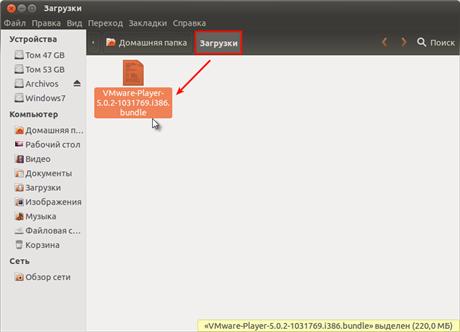 Загрузки
Файл Правка Вид Переход Закладки Справка
Устройства
Том 47 GB
Том 53 GB
Archivos
Windows7
Компьютер
Домашняя п...
Рабочий стол
Видео
Документы
Загрузки
Изображения
Музыка
Файловая с...
Корзина
Сеть
Обзор сети
Домашняя папка Загрузки Поиск
VMware-Player-
5.0.2-1031769.i386.
bundle
«VMware-Player-5.0.2-1031769.i386.bundle» выделен (220,0 МБ)